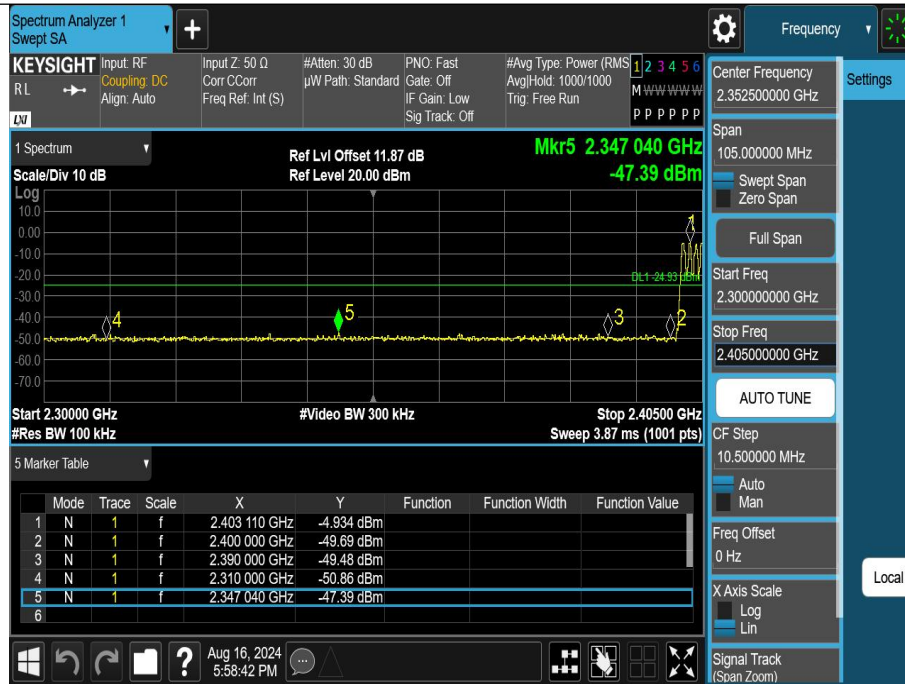 Spectrum Analyzer 1
Swept SA
+
Frequency
KEYSIGHT
RL
LXI
Input: RF
Coupling: DC
Align: Auto
Input Z: 50 Ω
Corr CCorr
Freq Ref: Int (S)
#Atten: 30 dB
µW Path: Standard
PNO: Fast
Gate: Off
IF Gain: Low
Sig Track: Off
#Avg Type: Power (RMS
Avg|Hold: 1000/1000
Trig: Free Run
1 2 3 4 5 6
M W W W W W
P P P P P P
1 Spectrum
Scale/Div 10 dB
Ref Lvl Offset 11.87 dB
Ref Level 20.00 dBm
Mkr5 2.347 040 GHz
-47.39 dBm
Log
10.0
0.00
-10.0
-20.0
-30.0
-40.0
-50.0
-60.0
-70.0
1
DL1 -24.93 dBm
4
5
3
2
Start 2.30000 GHz
#Video BW 300 kHz
Stop 2.40500 GHz
#Res BW 100 kHz
Sweep 3.87 ms (1001 pts)
5 Marker Table
Mode Trace Scale X Y Function Function Width Function Value
1 N 1 f 2.403 110 GHz -4.934 dBm
2 N 1 f 2.400 000 GHz -49.69 dBm
3 N 1 f 2.390 000 GHz -49.48 dBm
4 N 1 f 2.310 000 GHz -50.86 dBm
5 N 1 f 2.347 040 GHz -47.39 dBm
6
?
Aug 16, 2024
5:58:42 PM
Center Frequency
2.352500000 GHz
Span
105.000000 MHz
Swept Span
Zero Span
Full Span
Start Freq
2.300000000 GHz
Stop Freq
2.405000000 GHz
AUTO TUNE
CF Step
10.500000 MHz
Auto
Man
Freq Offset
0 Hz
X Axis Scale
Log
Lin
Signal Track
(Span Zoom)
Settings
Local